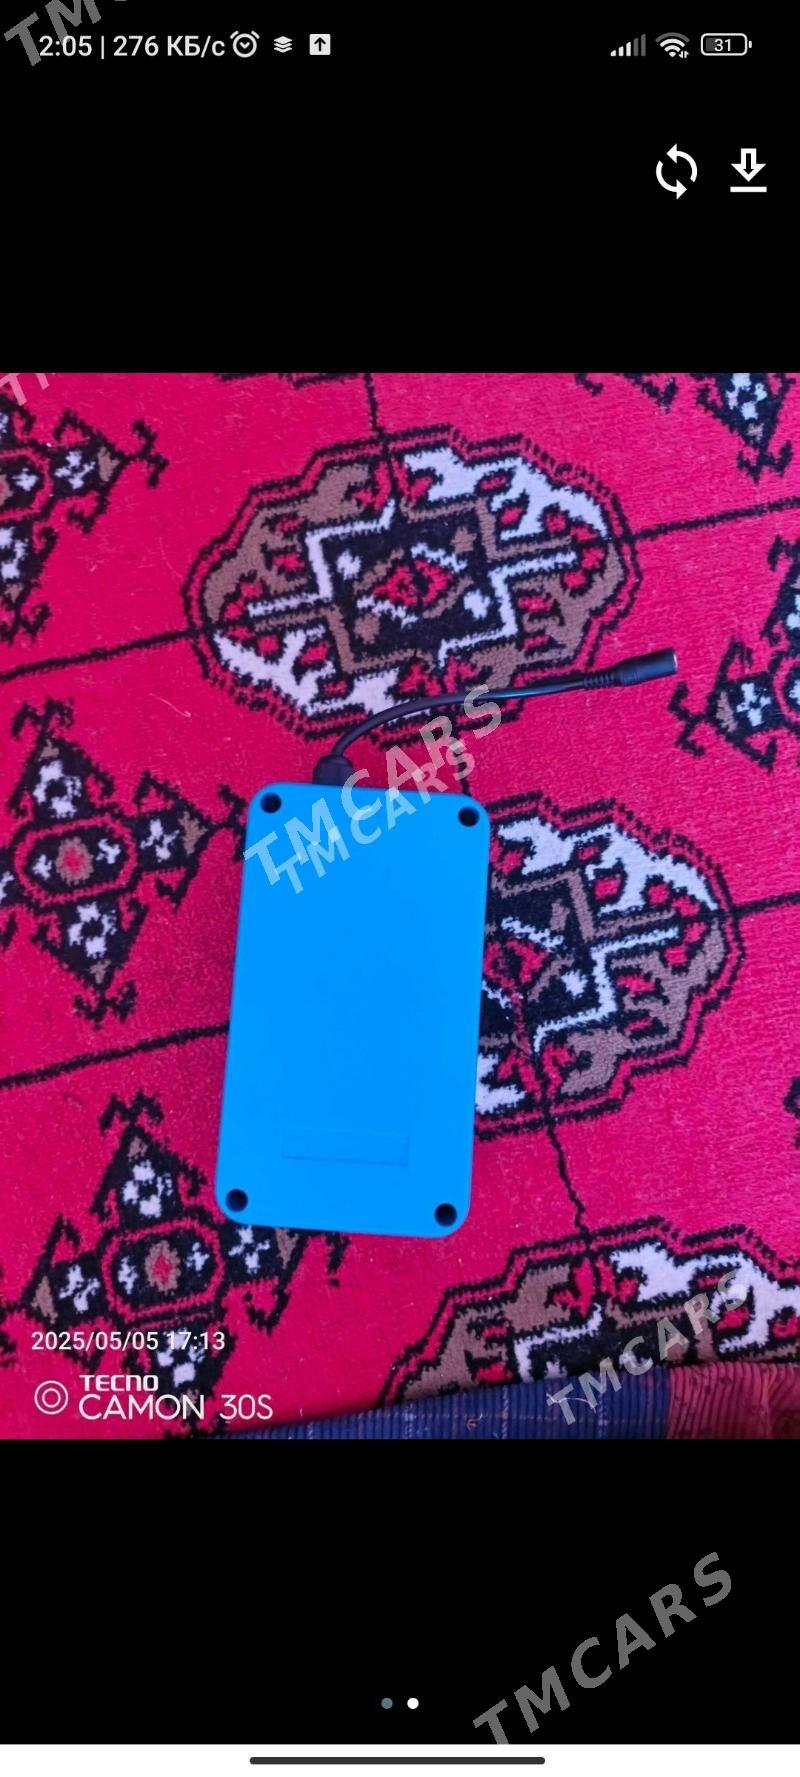 2:05 | 276 КБ/с
31
TMCARS
TMCARS
2025/05/05 17:13
TECNO
CAMON 30S
TMCARS
TMCARS